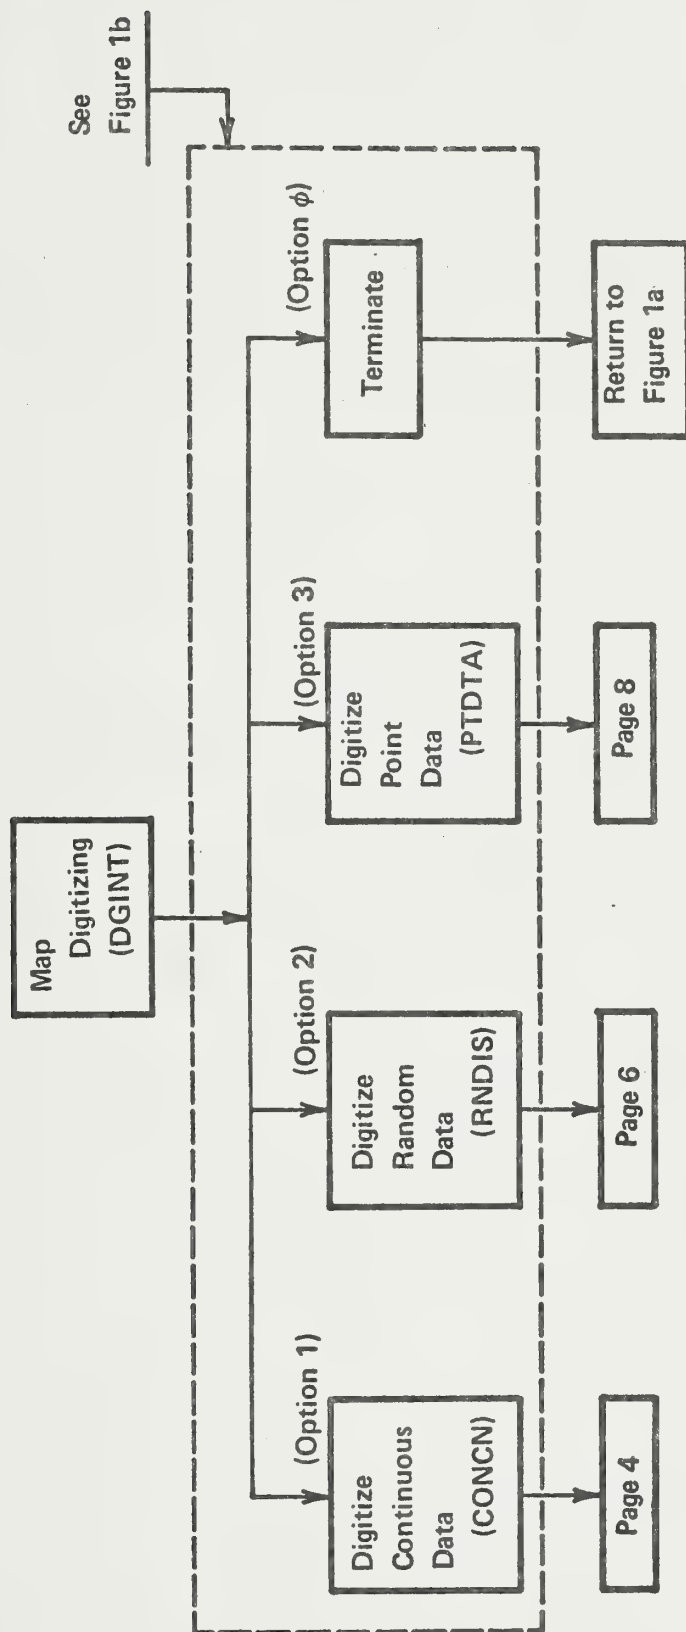 See
Figure 1b
Map
Digitizing
(DGINT)
(Option 1)
(Option 2)
(Option 3)
(Option ϕ)
Digitize
Continuous
Data
(CONCN)
Digitize
Random
Data
(RNDIS)
Digitize
Point
Data
(PTDTA)
Terminate
Page 4
Page 6
Page 8
Return to
Figure 1a